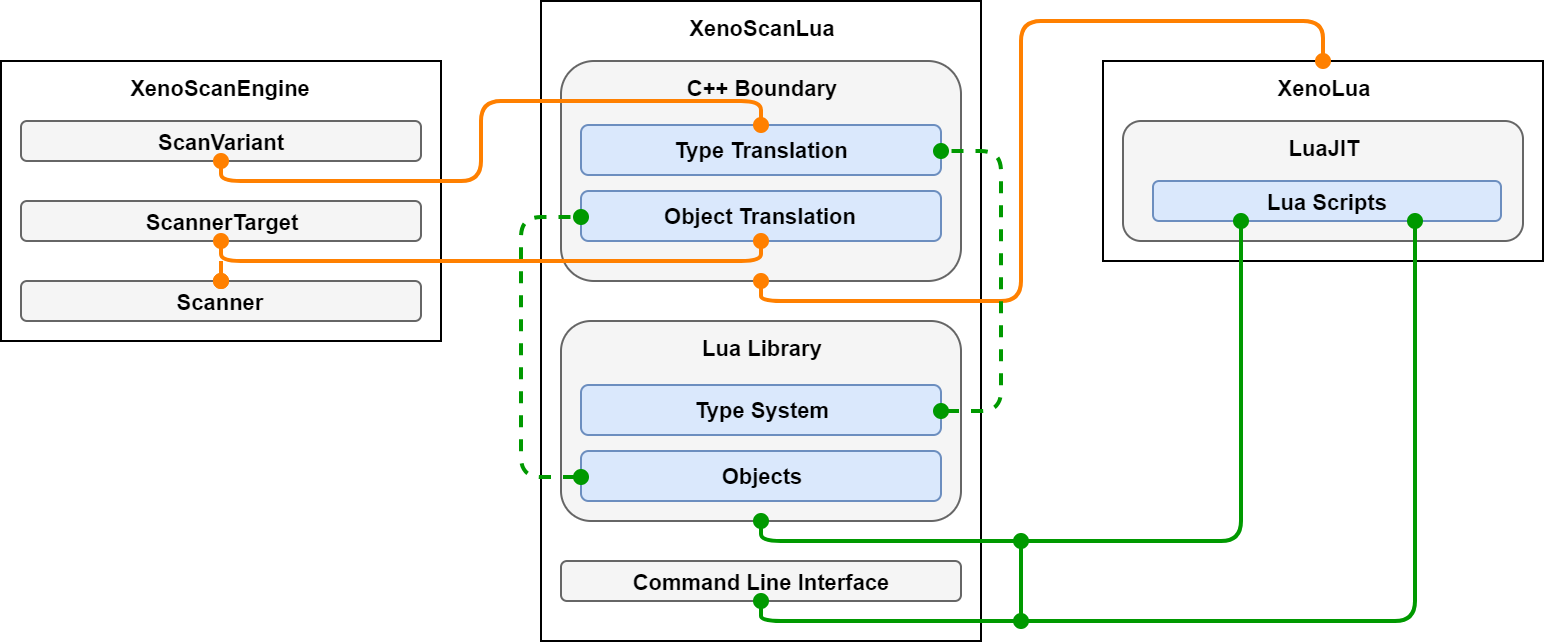 XenoScanEngine
ScanVariant
ScannerTarget
Scanner
XenoScanLua
C++ Boundary
Type Translation
Object Translation
Lua Library
Type System
Objects
Command Line Interface
XenoLua
LuaJIT
Lua Scripts